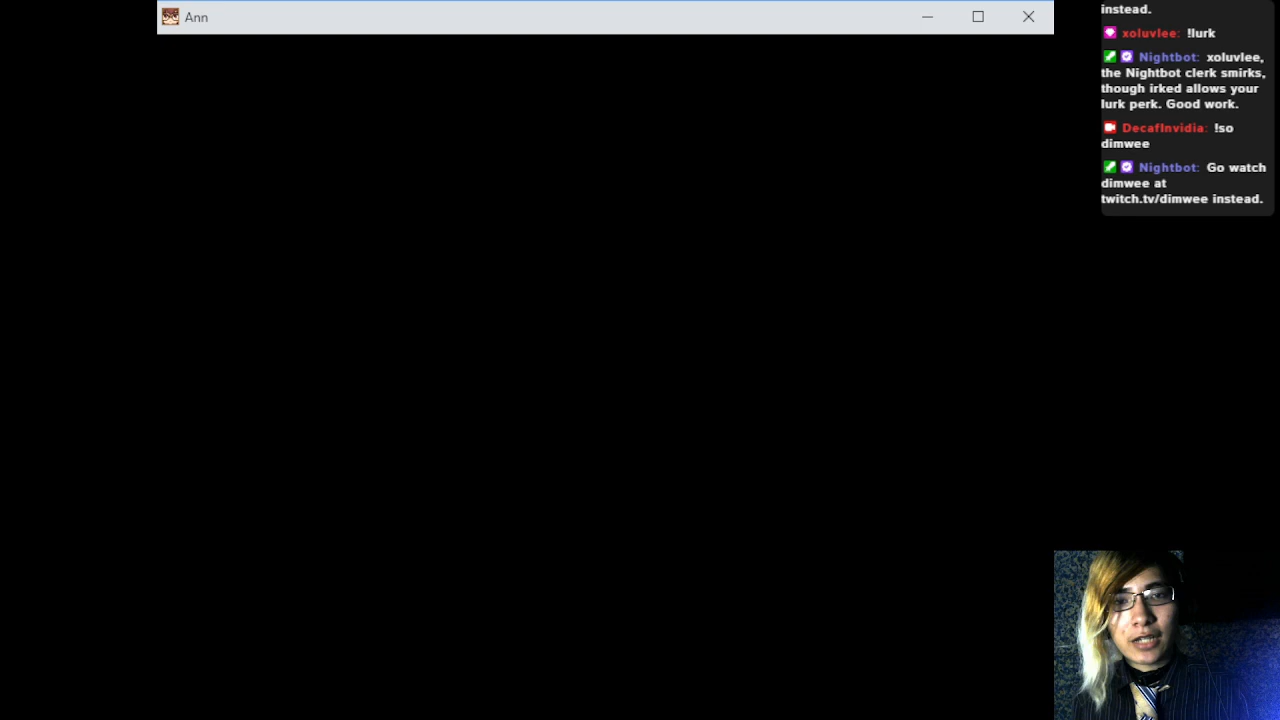 Ann
instead.
xoluvlee: !lurk
Nightbot: xoluvlee,
the Nightbot clerk smirks,
though irked allows your
lurk perk. Good work.
DecafInvidia: !so
dimwee
Nightbot: Go watch
dimwee at
twitch.tv/dimwee instead.